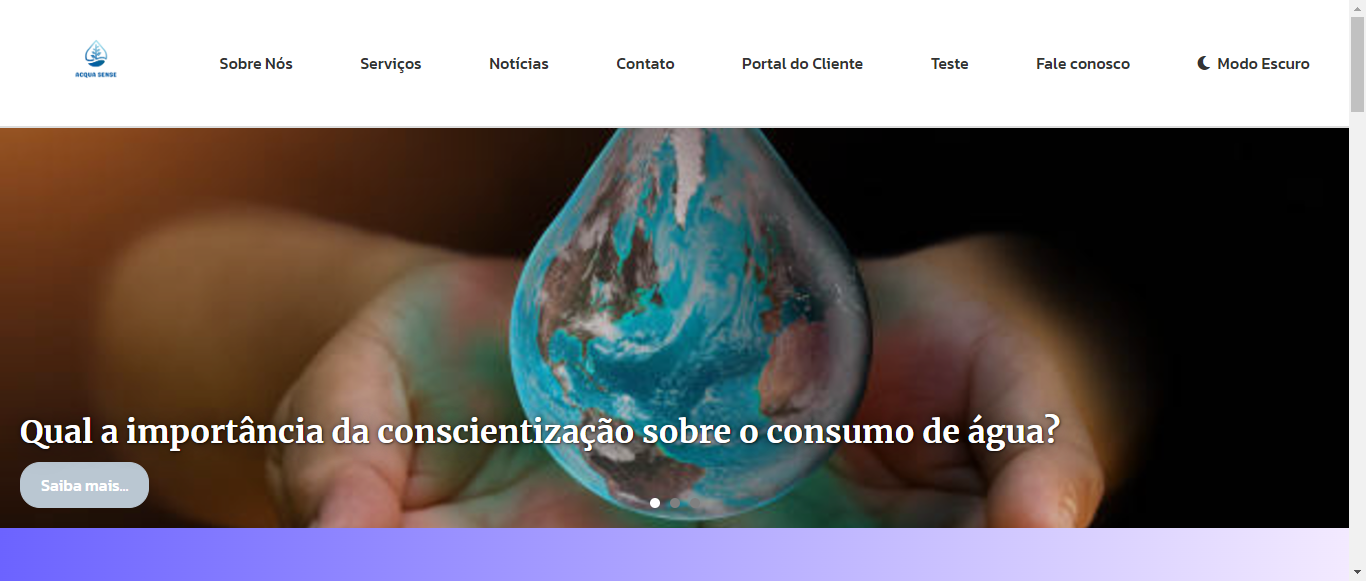 ACQUA SENSE
Sobre Nós
Serviços
Notícias
Contato
Portal do Cliente
Teste
Fale conosco
Modo Escuro
Qual a importância da conscientização sobre o consumo de água?
Saiba mais...